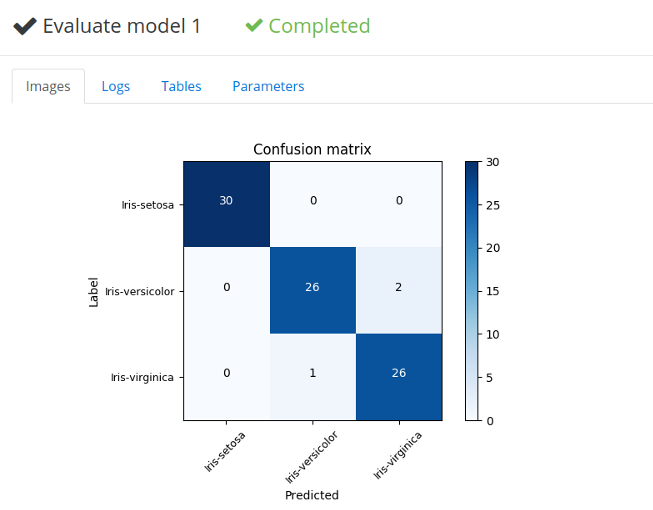 Evaluate model 1 Completed
Images Logs Tables Parameters
Confusion matrix
Label
Iris-setosa 30 0 0
Iris-versicolor 0 26 2
Iris-virginica 0 1 26
Iris-setosa Iris-versicolor Iris-virginica
Predicted
30
25
20
15
10
5
0